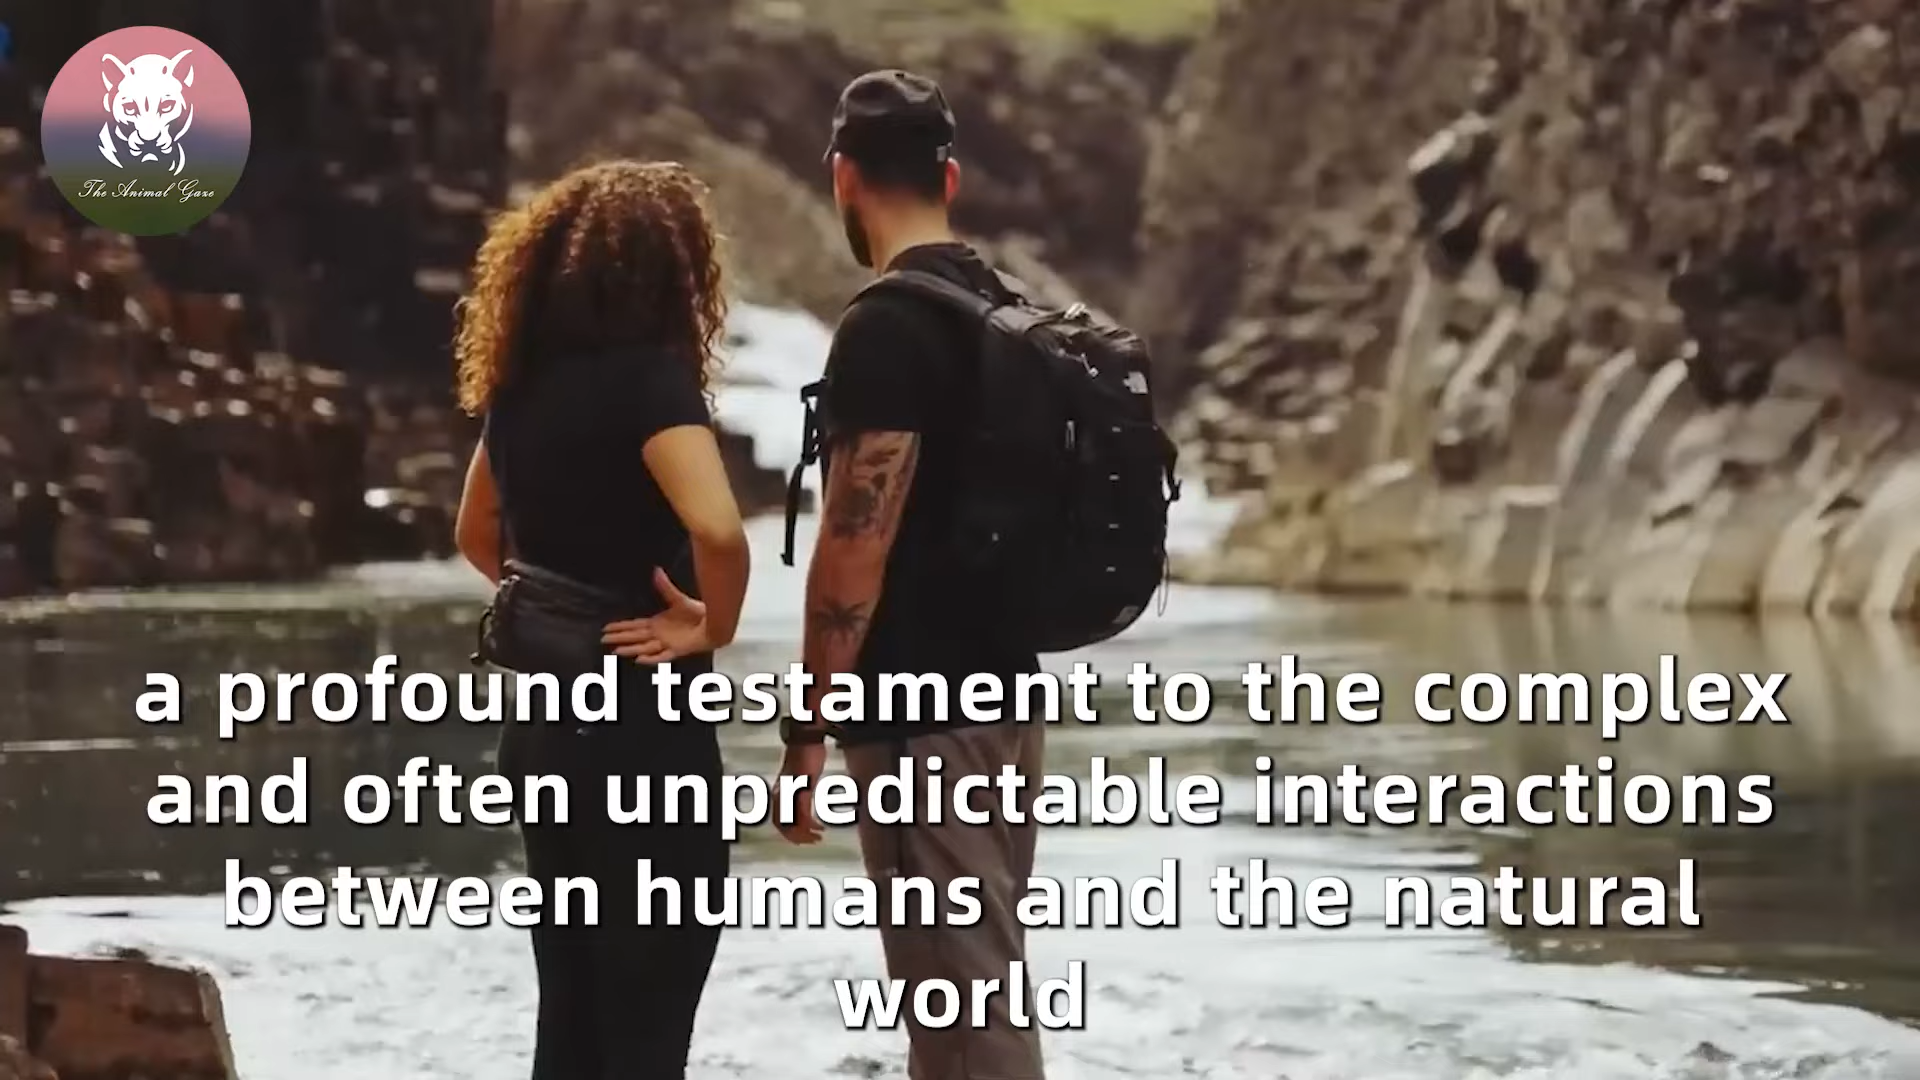 The Animal Gaze
a profound testament to the complex
and often unpredictable interactions
between humans and the natural
world